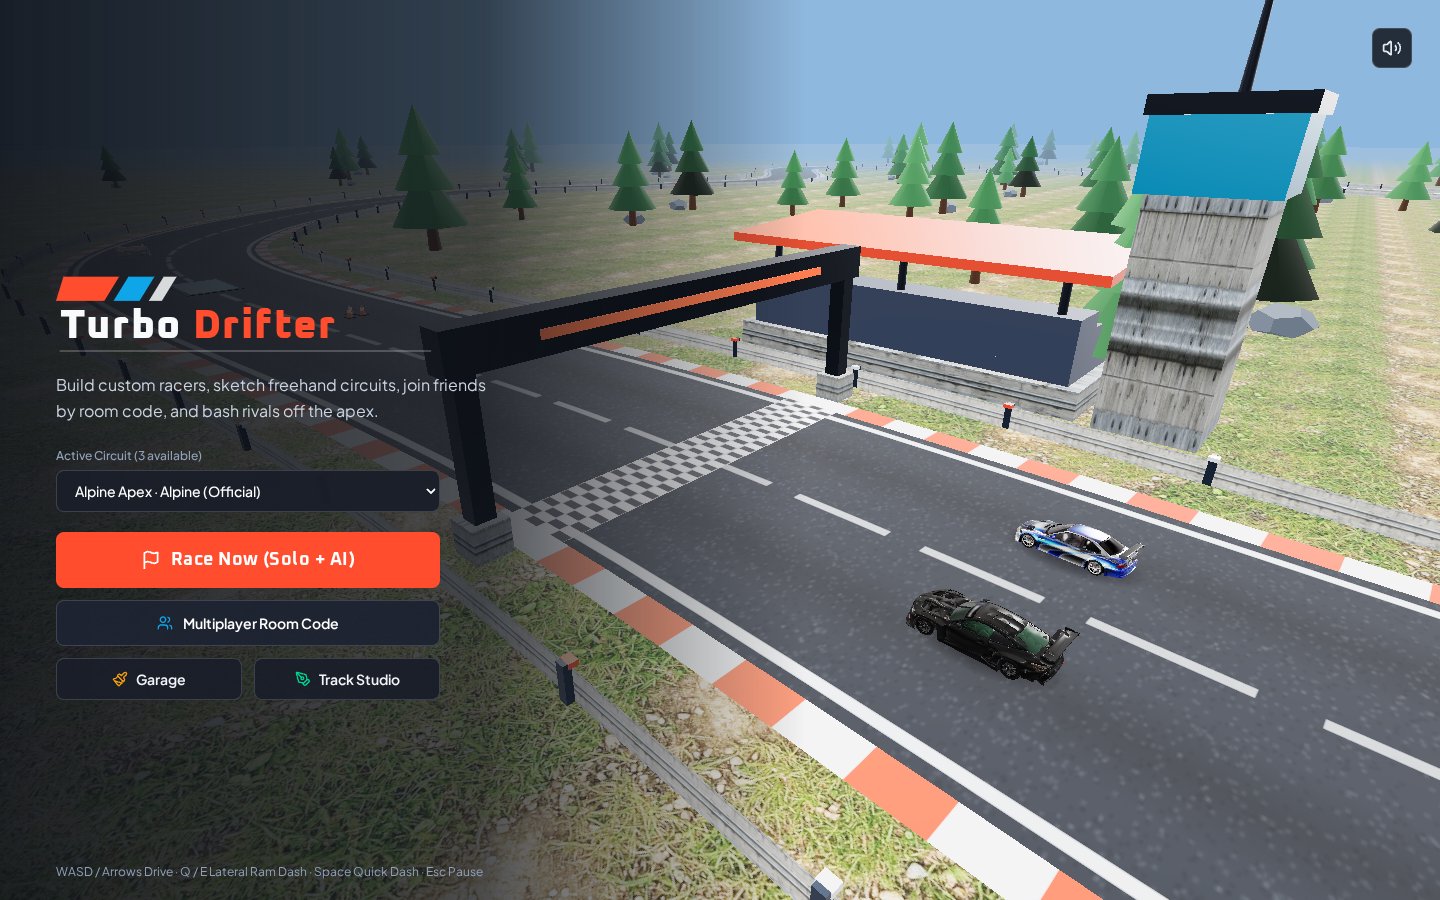 Turbo Drifter
Build custom racers, sketch freehand circuits, join friends
by room code, and bash rivals off the apex.
Active Circuit (3 available)
Alpine Apex · Alpine (Official)
Race Now (Solo + AI)
Multiplayer Room Code
Garage
Track Studio
WASD / Arrows Drive · Q / E Lateral Ram Dash · Space Quick Dash · Esc Pause